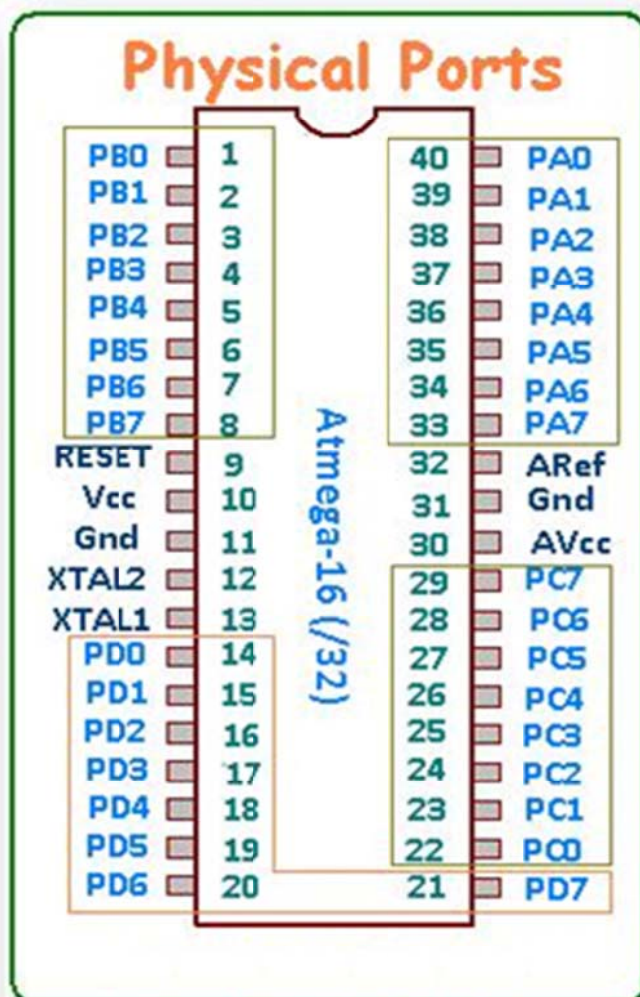 Physical Ports
PB0 1 40 PA0
PB1 2 39 PA1
PB2 3 38 PA2
PB3 4 37 PA3
PB4 5 36 PA4
PB5 6 35 PA5
PB6 7 34 PA6
PB7 8 33 PA7
RESET 9 32 ARef
Vcc 10 31 Gnd
Gnd 11 30 AVcc
XTAL2 12 29 PC7
XTAL1 13 28 PC6
PD0 14 27 PC5
PD1 15 26 PC4
PD2 16 25 PC3
PD3 17 24 PC2
PD4 18 23 PC1
PD5 19 22 PC0
PD6 20 21 PD7
Atmega-16 (/32)